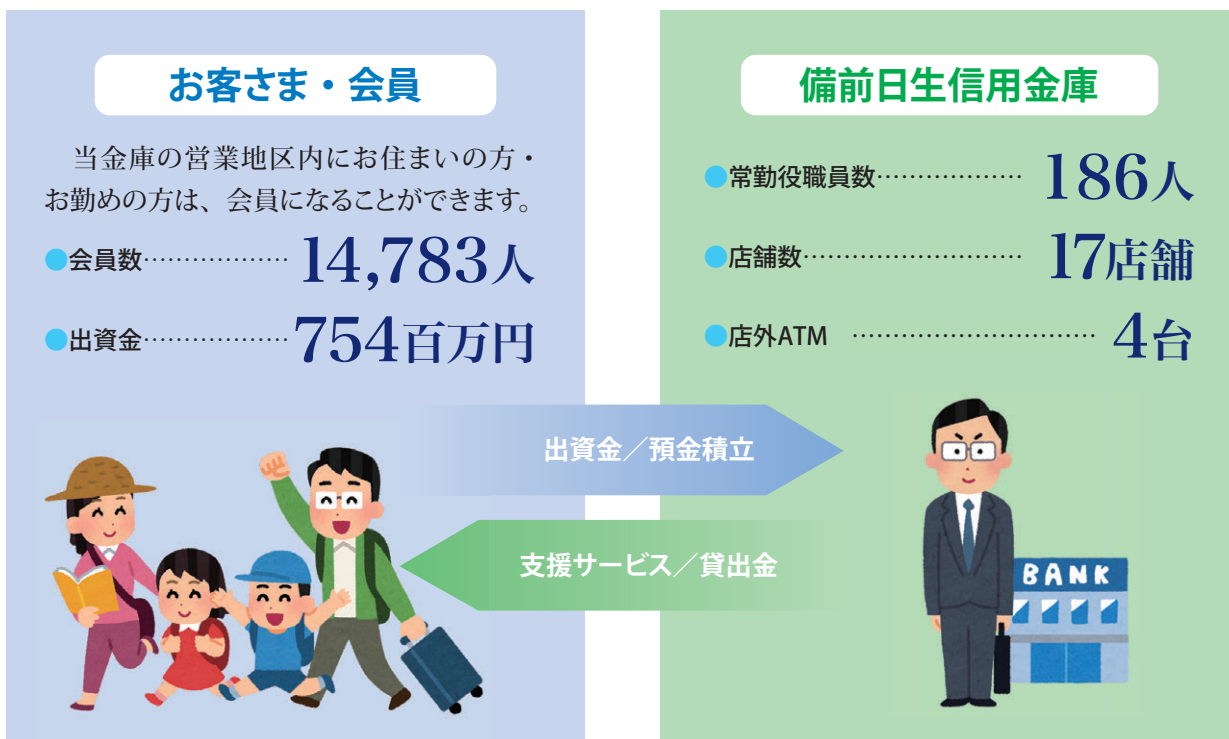 お客さま・会員
当金庫の営業地区内にお住まいの方・
お勤めの方は、会員になることができます。
●会員数……………… 14,783人
●出資金……………… 754百万円
備前日生信用金庫
●常勤役職員数……………… 186人
●店舗数……………………… 17店舗
●店外ATM ………………………… 4台
出資金／預金積立
支援サービス／貸出金
BANK